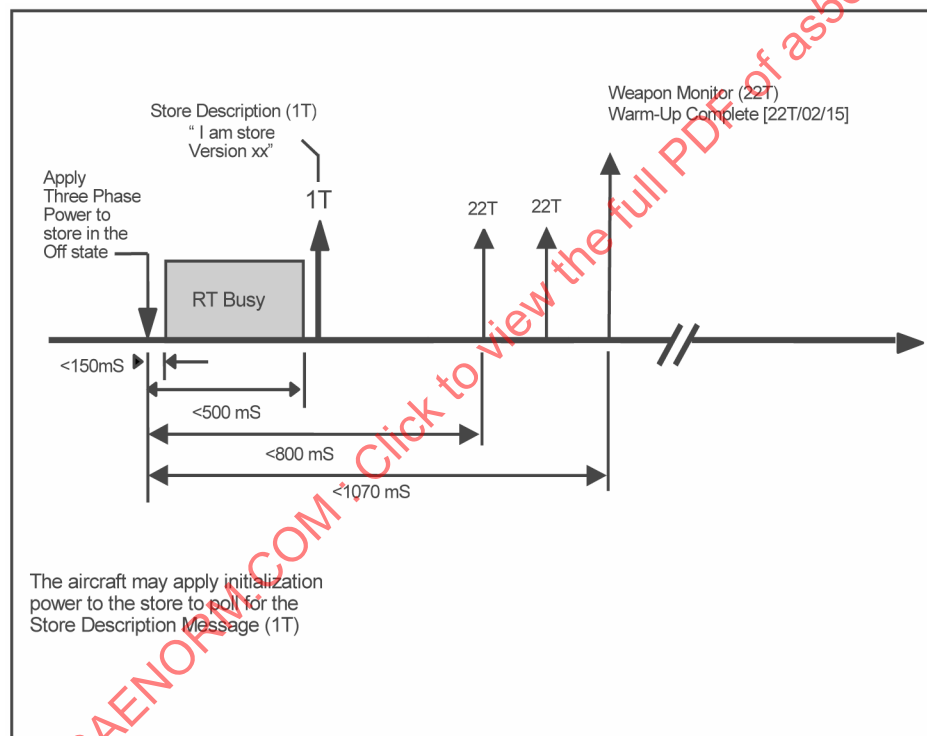 Weapon Monitor (22T)
Warm-Up Complete [22T/02/15]
Store Description (1T)
“ I am store
Version xx”
Apply
Three Phase
Power to
store in the
Off state
1T
22T
22T
RT Busy
<150mS
<500 mS
<800 mS
<1070 mS
The aircraft may apply initialization
power to the store to poll for the
Store Description Message (1T)
SAENORM.COM : Click to view the full PDF of